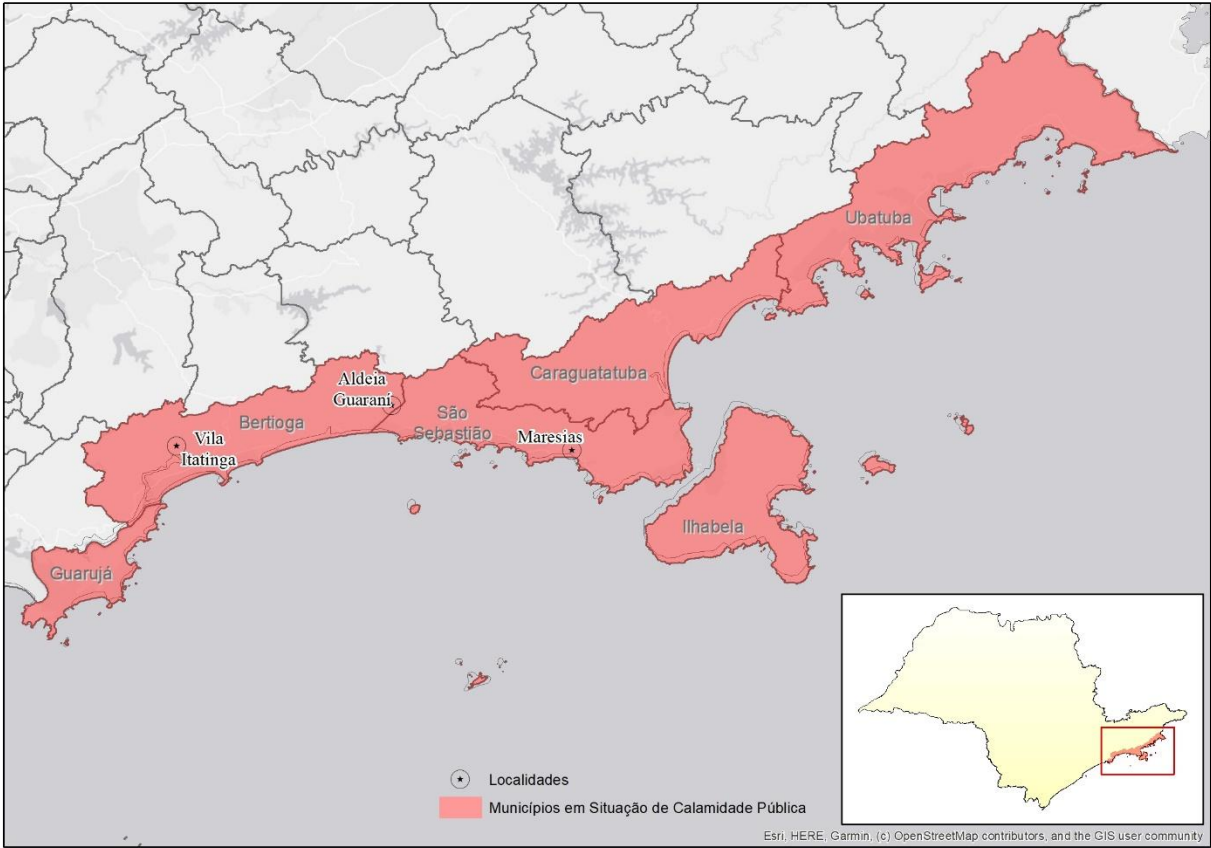 Ubatuba
Caraguatatuba
Aldeia
Guaraní
São
Sebastião
Bertioga
Maresias
Vila
Itatinga
Ilhabela
Guarujá
Localidades
Municípios em Situação de Calamidade Pública
Esri, HERE, Garmin, (c) OpenStreetMap contributors, and the GIS user community